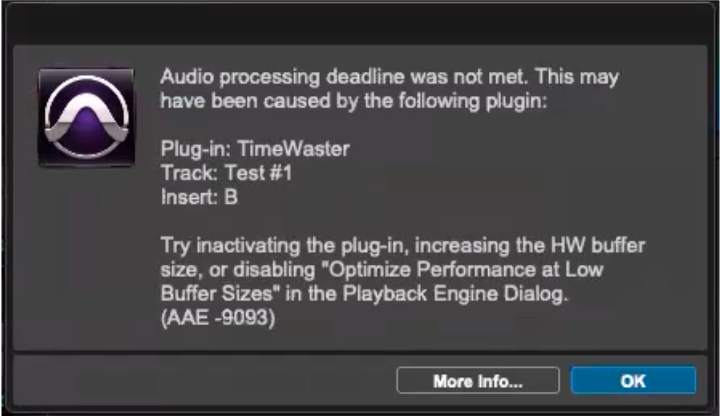 Audio processing deadline was not met. This may
have been caused by the following plugin:
Plug-in: TimeWaster
Track: Test #1
Insert: B
Try inactivating the plug-in, increasing the HW buffer
size, or disabling "Optimize Performance at Low
Buffer Sizes" in the Playback Engine Dialog.
(AAE -9093)
More Info...
OK